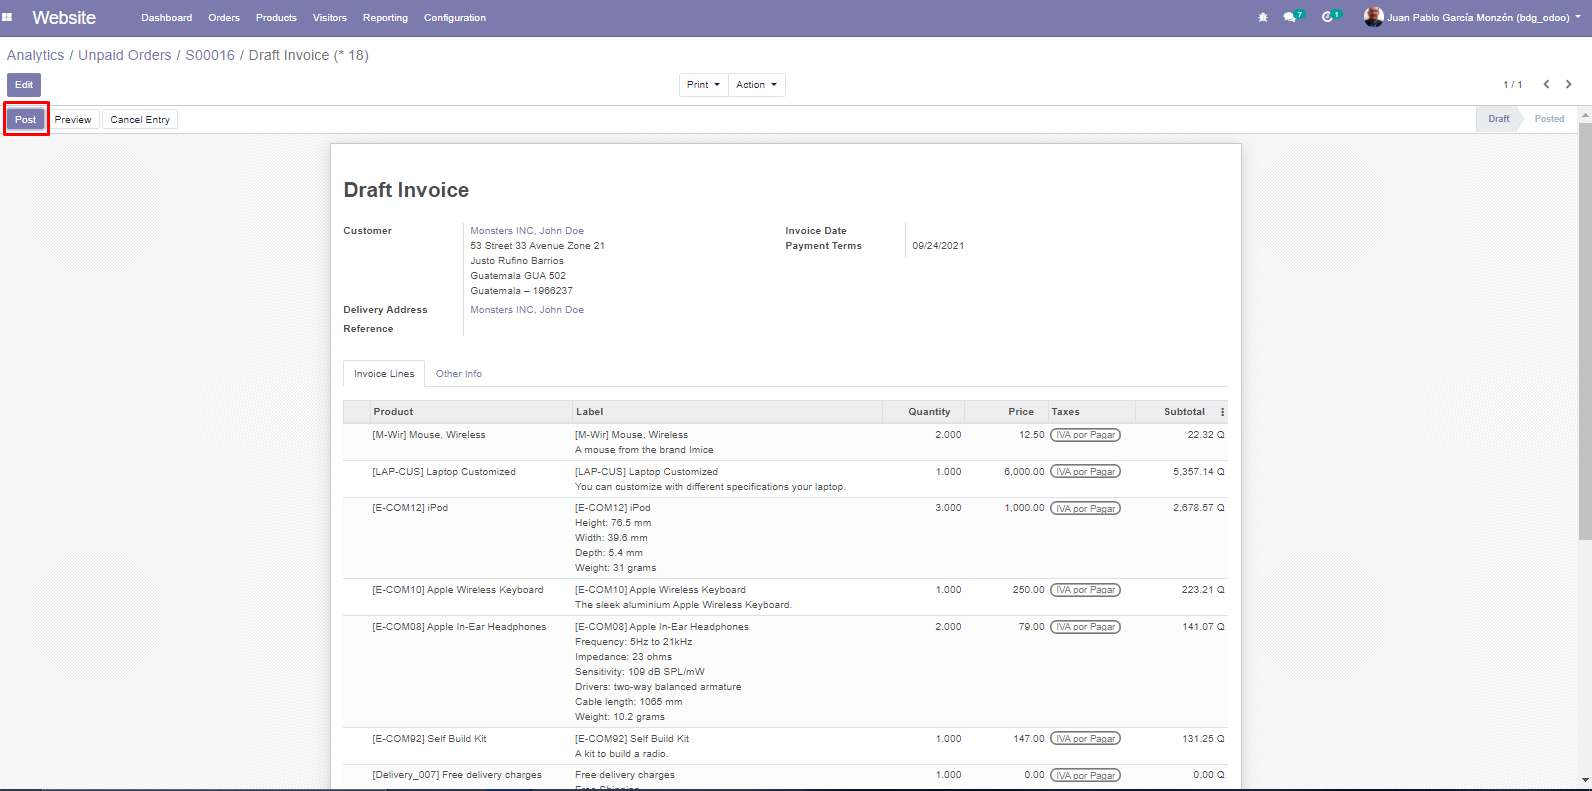 Website Dashboard Orders Products Visitors Reporting Configuration 7 1 Juan Pablo García Monzón (bdg_odoo)
Analytics / Unpaid Orders / S00016 / Draft Invoice (* 18)
Edit Print Action 1 / 1
Post Preview Cancel Entry Draft Posted
Draft Invoice
Customer Monsters INC, John Doe Invoice Date
53 Street 33 Avenue Zone 21 Payment Terms 09/24/2021
Justo Rufino Barrios
Guatemala GUA 502
Guatemala – 1966237
Delivery Address Monsters INC, John Doe
Reference
Invoice Lines Other Info
Product Label Quantity Price Taxes Subtotal
[M-Wir] Mouse, Wireless [M-Wir] Mouse, Wireless 2.000 12.50 IVA por Pagar 22.32 Q
A mouse from the brand Imice
[LAP-CUS] Laptop Customized [LAP-CUS] Laptop Customized 1.000 6,000.00 IVA por Pagar 5,357.14 Q
You can customize with different specifications your laptop.
[E-COM12] iPod [E-COM12] iPod 3.000 1,000.00 IVA por Pagar 2,678.57 Q
Height: 76.5 mm
Width: 39.6 mm
Depth: 5.4 mm
Weight: 31 grams
[E-COM10] Apple Wireless Keyboard [E-COM10] Apple Wireless Keyboard 1.000 250.00 IVA por Pagar 223.21 Q
The sleek aluminium Apple Wireless Keyboard.
[E-COM08] Apple In-Ear Headphones [E-COM08] Apple In-Ear Headphones 2.000 79.00 IVA por Pagar 141.07 Q
Frequency: 5Hz to 21kHz
Impedance: 23 ohms
Sensitivity: 109 dB SPL/mW
Drivers: two-way balanced armature
Cable length: 1065 mm
Weight: 10.2 grams
[E-COM92] Self Build Kit [E-COM92] Self Build Kit 1.000 147.00 IVA por Pagar 131.25 Q
A kit to build a radio.
[Delivery_007] Free delivery charges Free delivery charges 1.000 0.00 IVA por Pagar 0.00 Q
Free Shipping